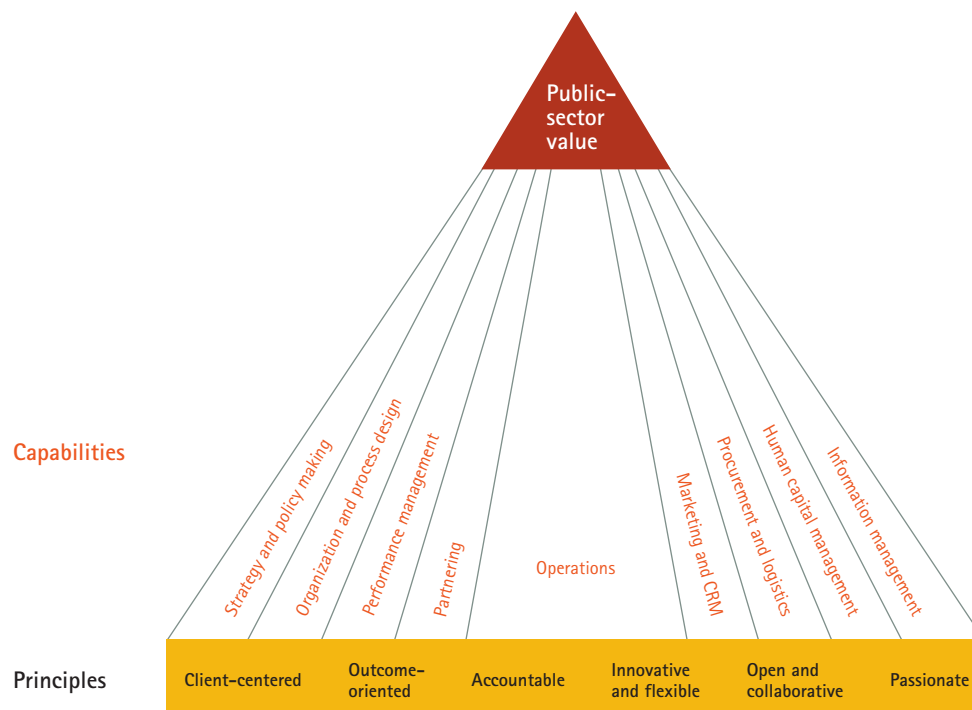 Public-
sector
value
Capabilities
Strategy and policy making
Organization and process design
Performance management
Partnering
Operations
Marketing and CRM
Procurement and logistics
Human capital management
Information management
Principles
Client-centered
Outcome-
oriented
Accountable
Innovative
and flexible
Open and
collaborative
Passionate